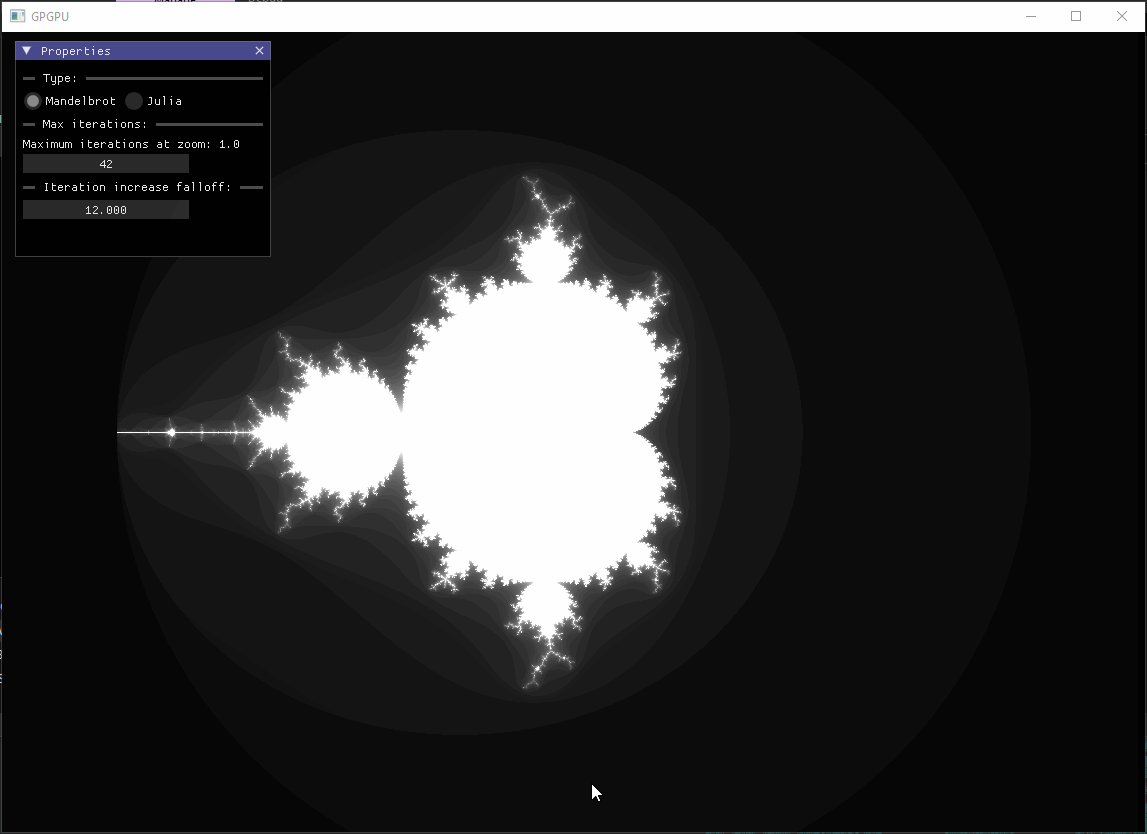 GPGPU
Properties
Type:
Mandelbrot Julia
Max iterations:
Maximum iterations at zoom: 1.0
42
Iteration increase falloff:
12.000